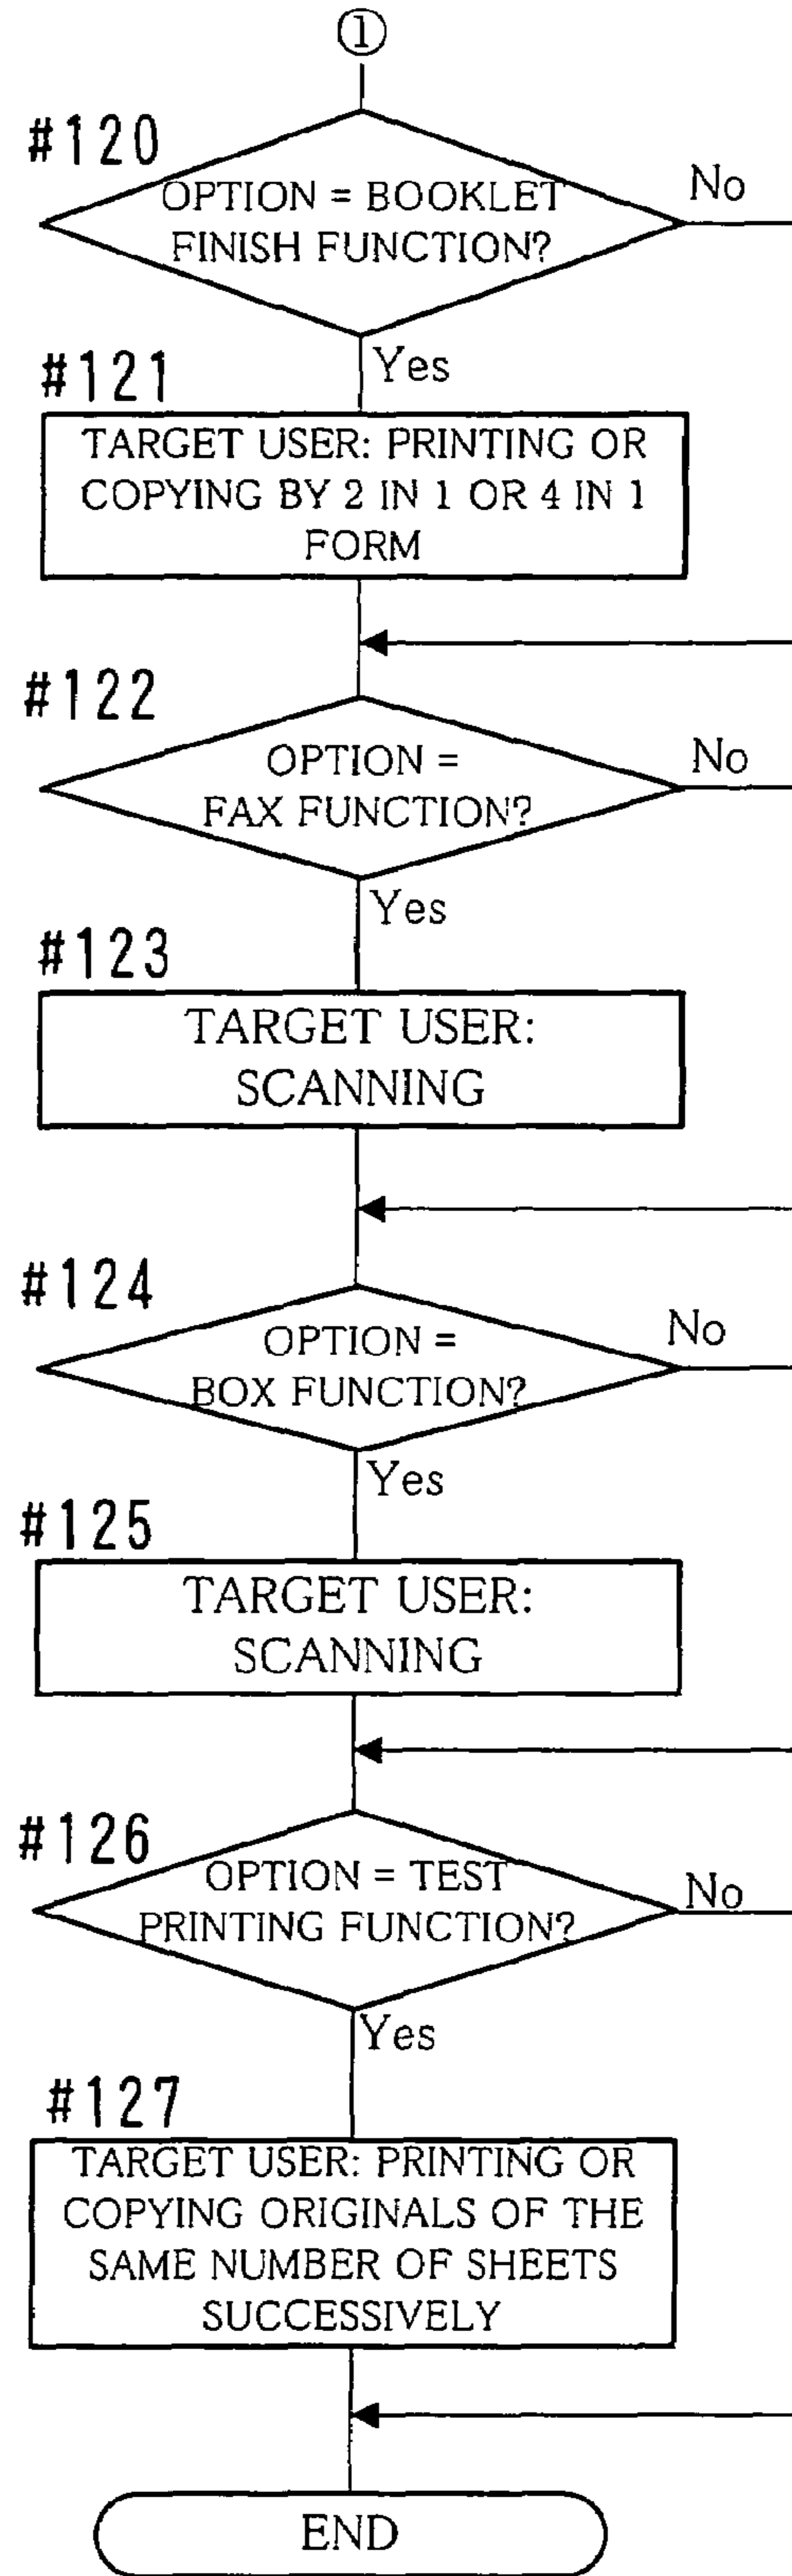 ①
#120
OPTION = BOOKLET
FINISH FUNCTION?
No
Yes
#121
TARGET USER: PRINTING OR
COPYING BY 2 IN 1 OR 4 IN 1
FORM
#122
OPTION =
FAX FUNCTION?
No
Yes
#123
TARGET USER:
SCANNING
#124
OPTION =
BOX FUNCTION?
No
Yes
#125
TARGET USER:
SCANNING
#126
OPTION = TEST
PRINTING FUNCTION?
No
Yes
#127
TARGET USER: PRINTING OR
COPYING ORIGINALS OF THE
SAME NUMBER OF SHEETS
SUCCESSIVELY
END